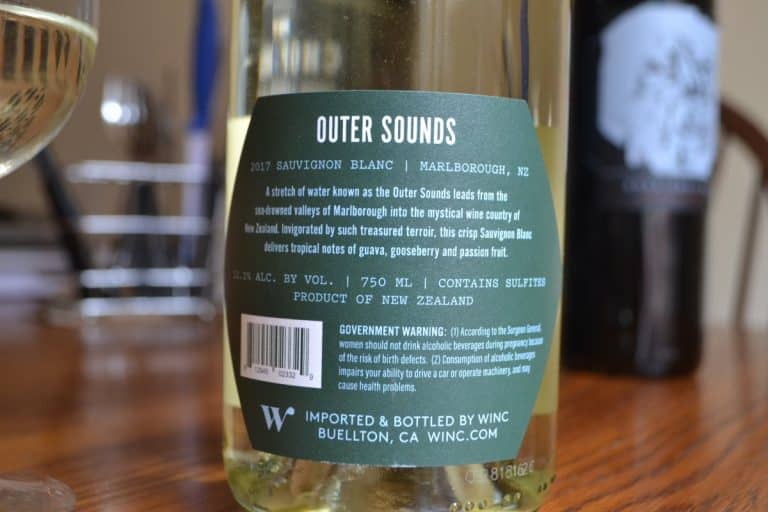 OUTER SOUNDS
2017 SAUVIGNON BLANC | MARLBOROUGH, NZ
A stretch of water known as the Outer Sounds leads from the
sea-drowned valleys of Marlborough into the mystical wine country of
New Zealand. Invigorated by such treasured terroir, this crisp Sauvignon Blanc
delivers tropical notes of guava, gooseberry and passion fruit.
ALC. BY VOL. | 750 ML | CONTAINS SULFITES
PRODUCT OF NEW ZEALAND
GOVERNMENT WARNING: (1) According to the Surgeon General,
women should not drink alcoholic beverages during pregnancy because
of the risk of birth defects. (2) Consumption of alcoholic beverages
impairs your ability to drive a car or operate machinery, and may
cause health problems.
W
IMPORTED & BOTTLED BY WINC
BUELLTON, CA WINC.COM